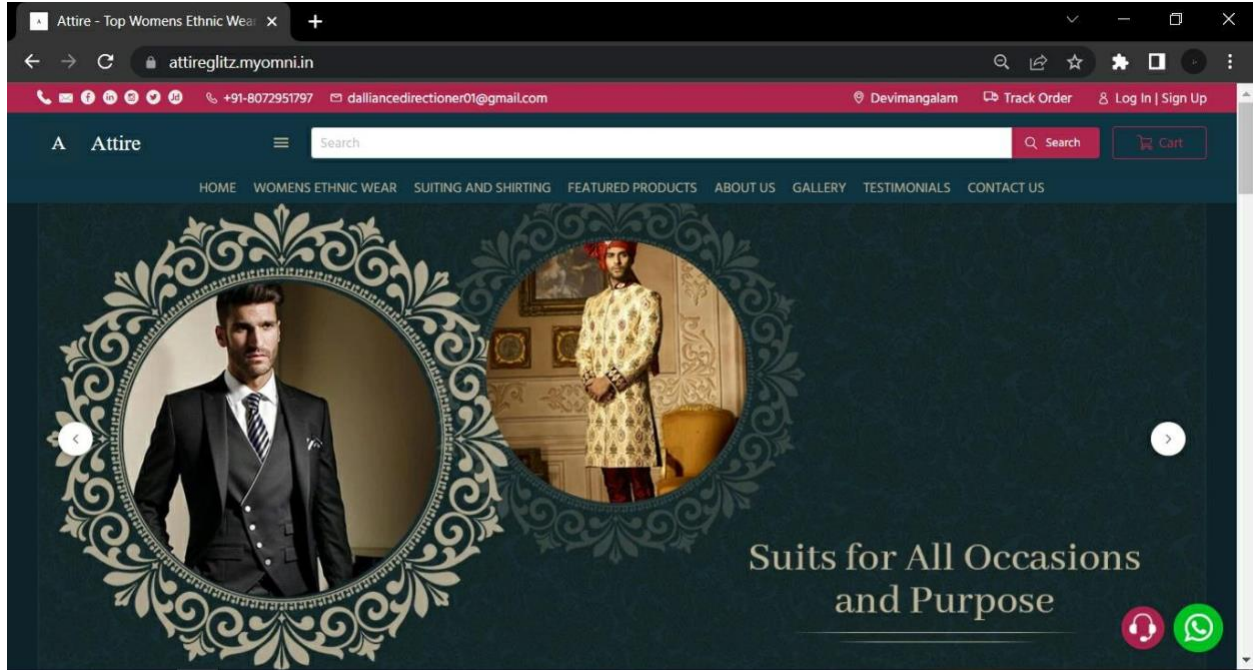 Attire - Top Womens Ethnic Wear
attireglitz.myomni.in
+91-8072951797 dalliancedirectioner01@gmail.com Devimangalam Track Order Log In | Sign Up
A Attire Search Search Cart
HOME WOMENS ETHNIC WEAR SUITING AND SHIRTING FEATURED PRODUCTS ABOUT US GALLERY TESTIMONIALS CONTACT US
Suits for All Occasions
and Purpose